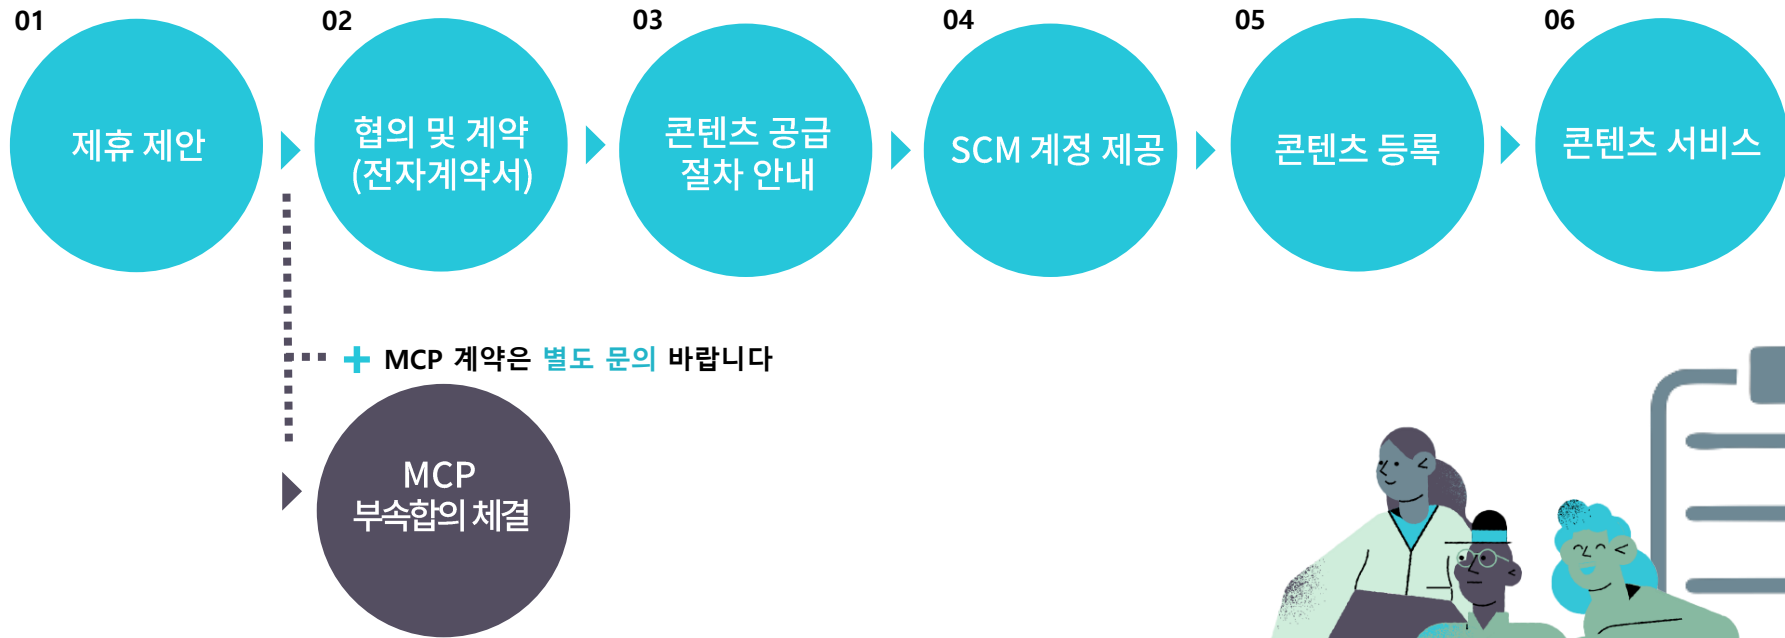 01
제휴 제안
02
협의 및 계약
(전자계약서)
03
콘텐츠 공급
절차 안내
04
SCM 계정 제공
05
콘텐츠 등록
06
콘텐츠 서비스
MCP 계약은 별도 문의 바랍니다
MCP
부속합의 체결